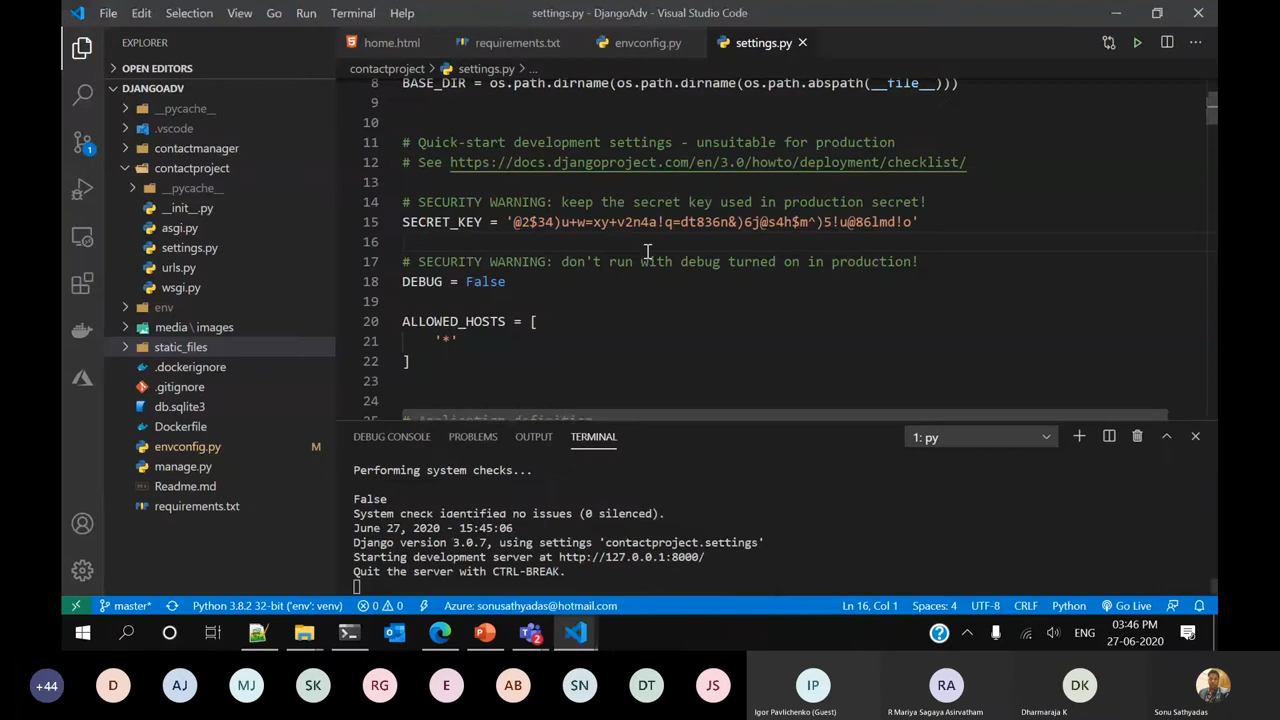 File Edit Selection View Go Run Terminal Help settings.py - DjangoAdv - Visual Studio Code
EXPLORER
OPEN EDITORS
DJANGOADV
__pycache__
.vscode
contactmanager
contactproject
__pycache__
__init__.py
asgi.py
settings.py
urls.py
wsgi.py
env
media \ images
static_files
.dockerignore
.gitignore
db.sqlite3
Dockerfile
envconfig.py M
manage.py
Readme.md
requirements.txt
1
home.html requirements.txt envconfig.py settings.py
contactproject > settings.py > ...
8 BASE_DIR = os.path.dirname(os.path.dirname(os.path.abspath(__file__)))
9
10
11 # Quick-start development settings - unsuitable for production
12 # See https://docs.djangoproject.com/en/3.0/howto/deployment/checklist/
13
14 # SECURITY WARNING: keep the secret key used in production secret!
15 SECRET_KEY = '@2$34)u+w=xy+v2n4a!q=dt836n&)6j@s4h$m^)5!u@86lmd!o'
16
17 # SECURITY WARNING: don't run with debug turned on in production!
18 DEBUG = False
19
20 ALLOWED_HOSTS = [
21 '*'
22 ]
23
24
25 # Application definition
DEBUG CONSOLE PROBLEMS OUTPUT TERMINAL 1: py
Performing system checks...
False
System check identified no issues (0 silenced).
June 27, 2020 - 15:45:06
Django version 3.0.7, using settings 'contactproject.settings'
Starting development server at http://127.0.0.1:8000/
Quit the server with CTRL-BREAK.
master* Python 3.8.2 32-bit ('env': venv) 0 0 Azure: sonusathyadas@hotmail.com Ln 16, Col 1 Spaces: 4 UTF-8 CRLF Python Go Live
2 ENG 03:46 PM
27-06-2020
+44 D AJ MJ SK RG E AB SN DT JS IP RA DK
Igor Pavlichenko (Guest) R Mariya Sagaya Asirvatham Dharmaraja K Sonu Sathyadas